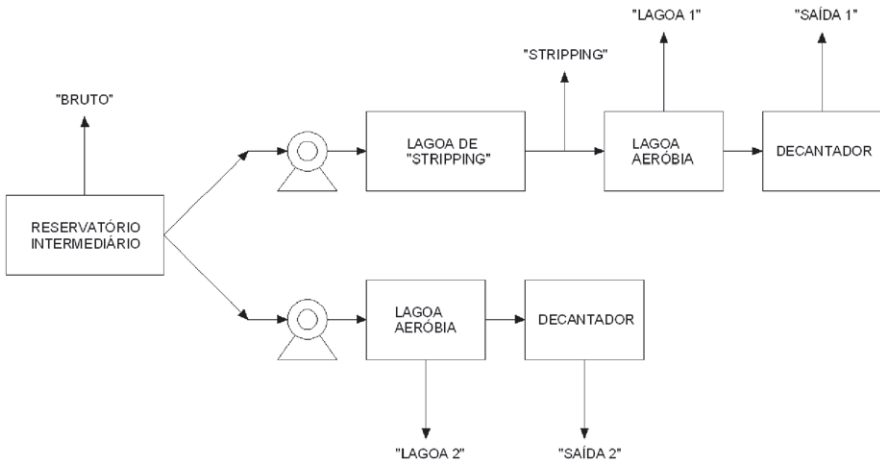 "LAGOA 1"
"SAÍDA 1"
"STRIPPING"
"BRUTO"
LAGOA DE
"STRIPPING"
LAGOA
AERÓBIA
DECANTADOR
RESERVATÓRIO
INTERMEDIÁRIO
LAGOA
AERÓBIA
DECANTADOR
"LAGOA 2"
"SAÍDA 2"